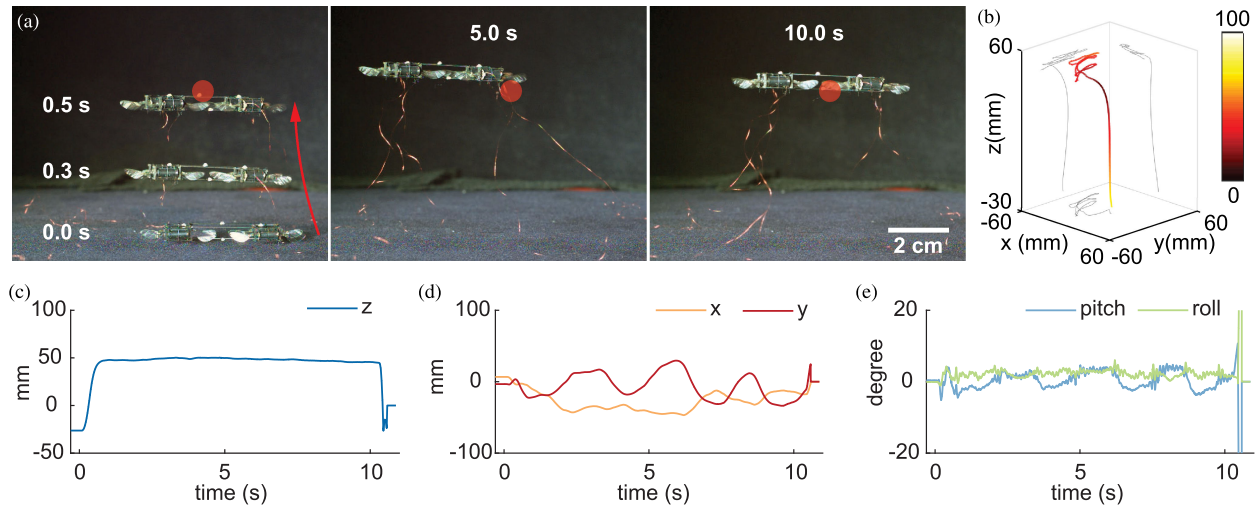 (a)
0.5 s
0.3 s
0.0 s
5.0 s
10.0 s
2 cm
(b)
100
0
60
z(mm)
-30
-60
x (mm)
60
-60
y(mm)
60
(c)
z
100
50
0
-50
mm
0
5
10
time (s)
(d)
x
y
100
0
-100
mm
0
5
10
time (s)
(e)
pitch
roll
20
0
-20
degree
0
5
10
time (s)